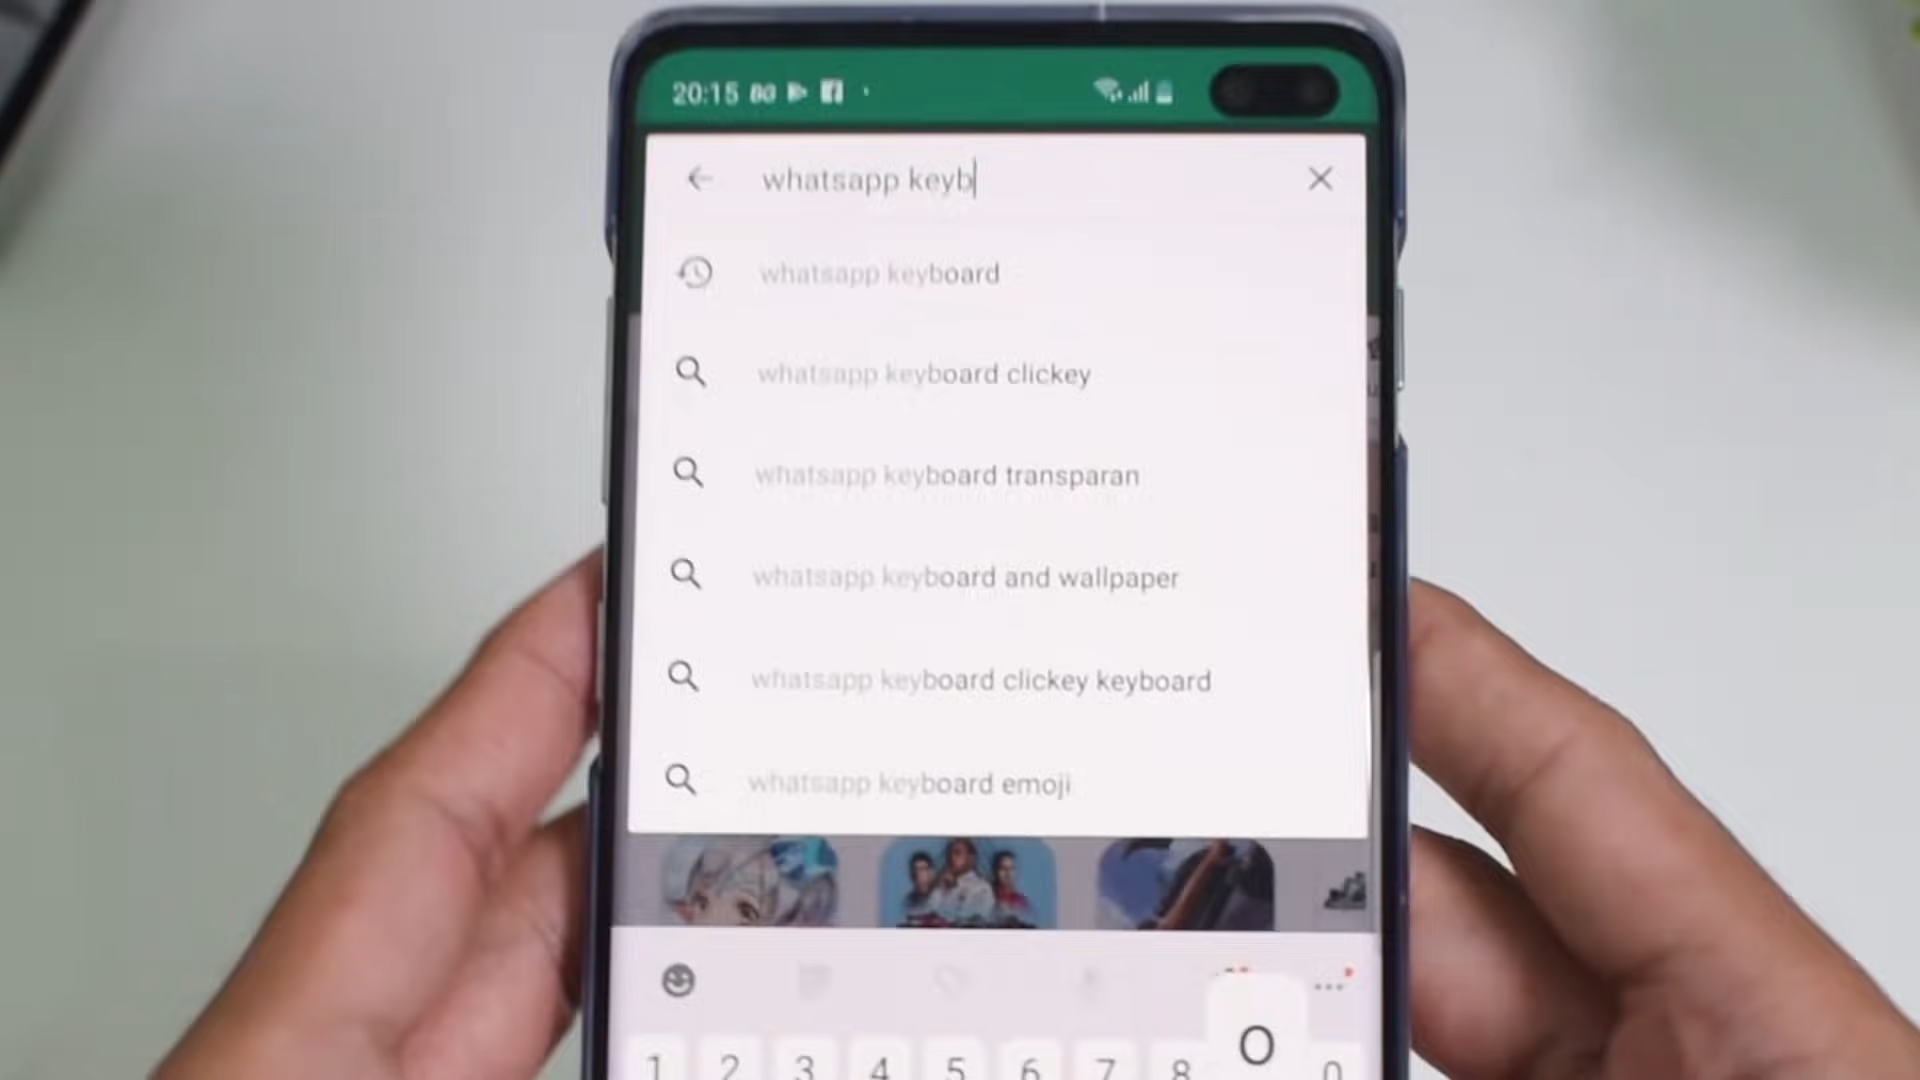 20:15
whatsapp keyb
whatsapp keyboard
whatsapp keyboard clickey
whatsapp keyboard transparan
whatsapp keyboard and wallpaper
whatsapp keyboard clickey keyboard
whatsapp keyboard emoji
1 2 3 4 5 6 7 8 O 0